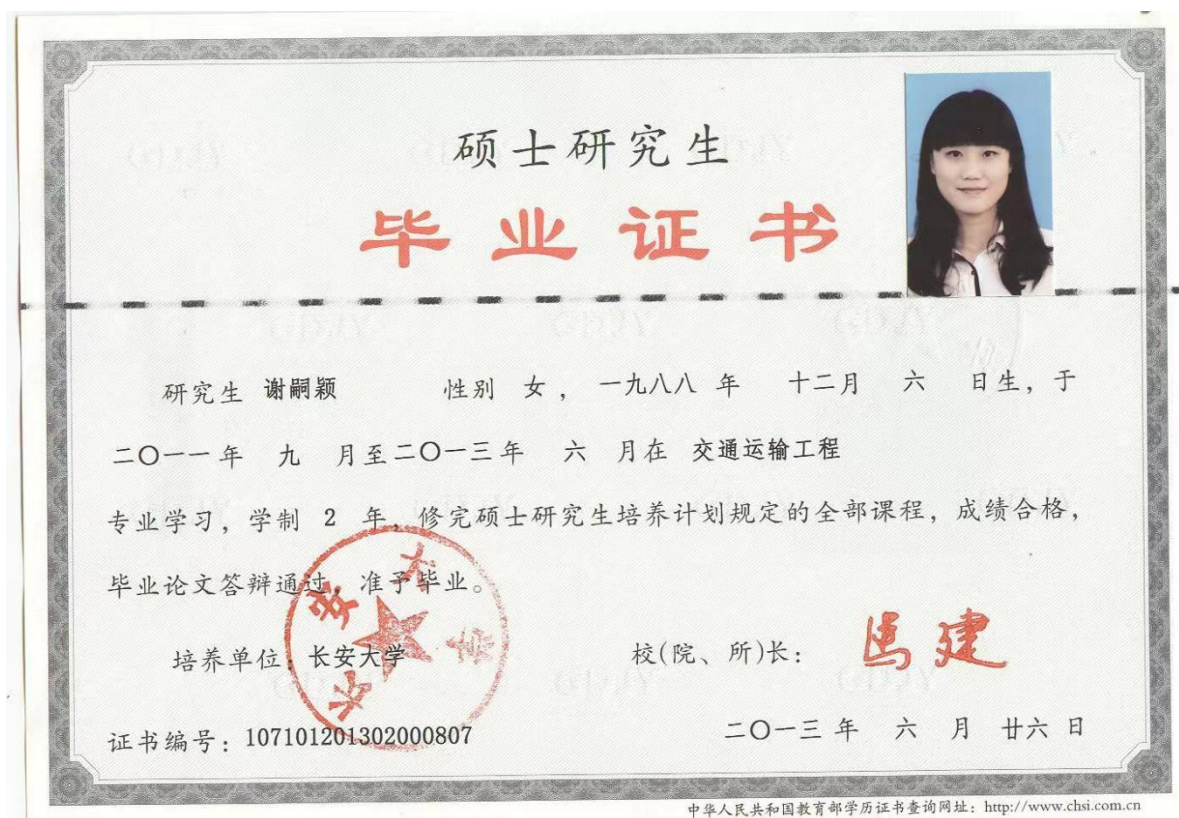 硕士研究生
毕业证书
研究生 谢嗣颖 性别 女， 一九八八 年 十二月 六 日生，于
二〇一一年 九 月至二〇一三年 六 月在 交通运输工程
专业学习，学制 2 年，修完硕士研究生培养计划规定的全部课程，成绩合格，
毕业论文答辩通过，准予毕业。
培养单位：长安大学
校(院、所)长：
马建
证书编号：107101201302000807
二〇一三年 六 月 廿六 日
中华人民共和国教育部学历证书查询网址：http://www.chsi.com.cn